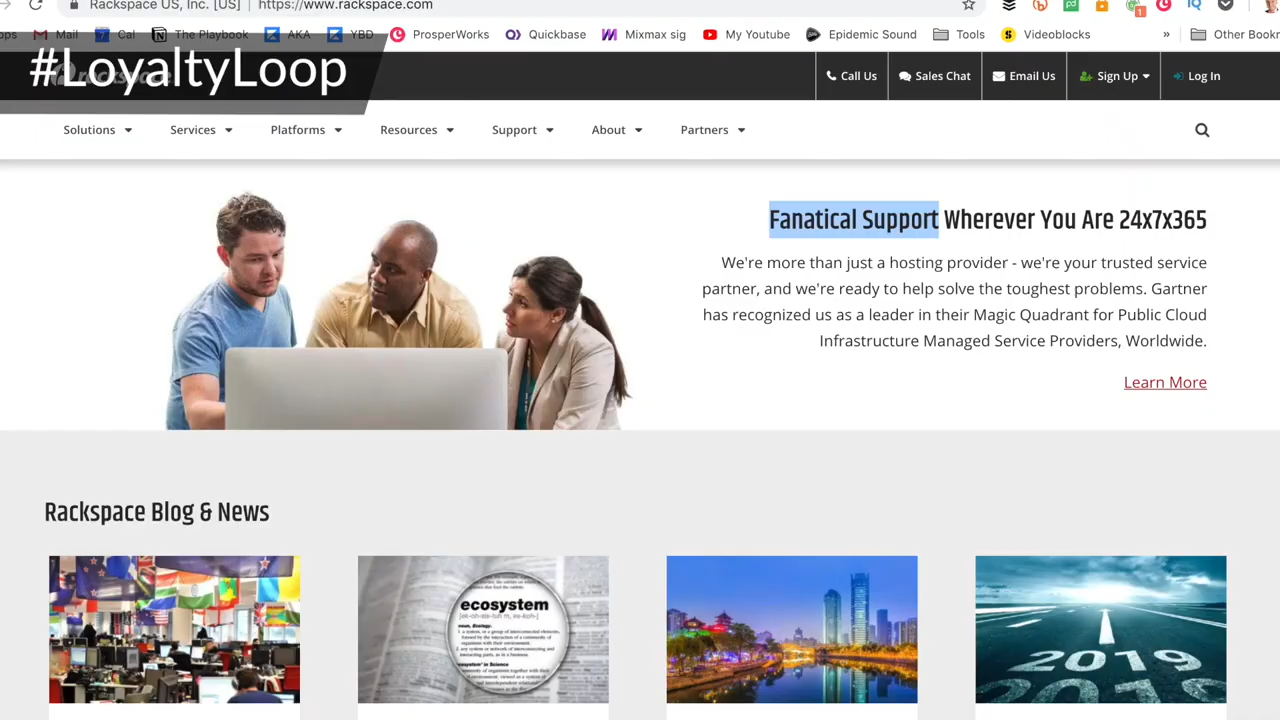 Rackspace US, Inc. [US] | https://www.rackspace.com
Mail Cal The Playbook AKA YBD ProsperWorks Quickbase Mixmax sig My Youtube Epidemic Sound Tools Videoblocks » Other Bookr
#LoyaltyLoop
Call Us Sales Chat Email Us Sign Up Log In
Solutions Services Platforms Resources Support About Partners
Fanatical Support Wherever You Are 24x7x365
We're more than just a hosting provider - we're your trusted service
partner, and we're ready to help solve the toughest problems. Gartner
has recognized us as a leader in their Magic Quadrant for Public Cloud
Infrastructure Managed Service Providers, Worldwide.
Learn More
Rackspace Blog & News
ecosystem